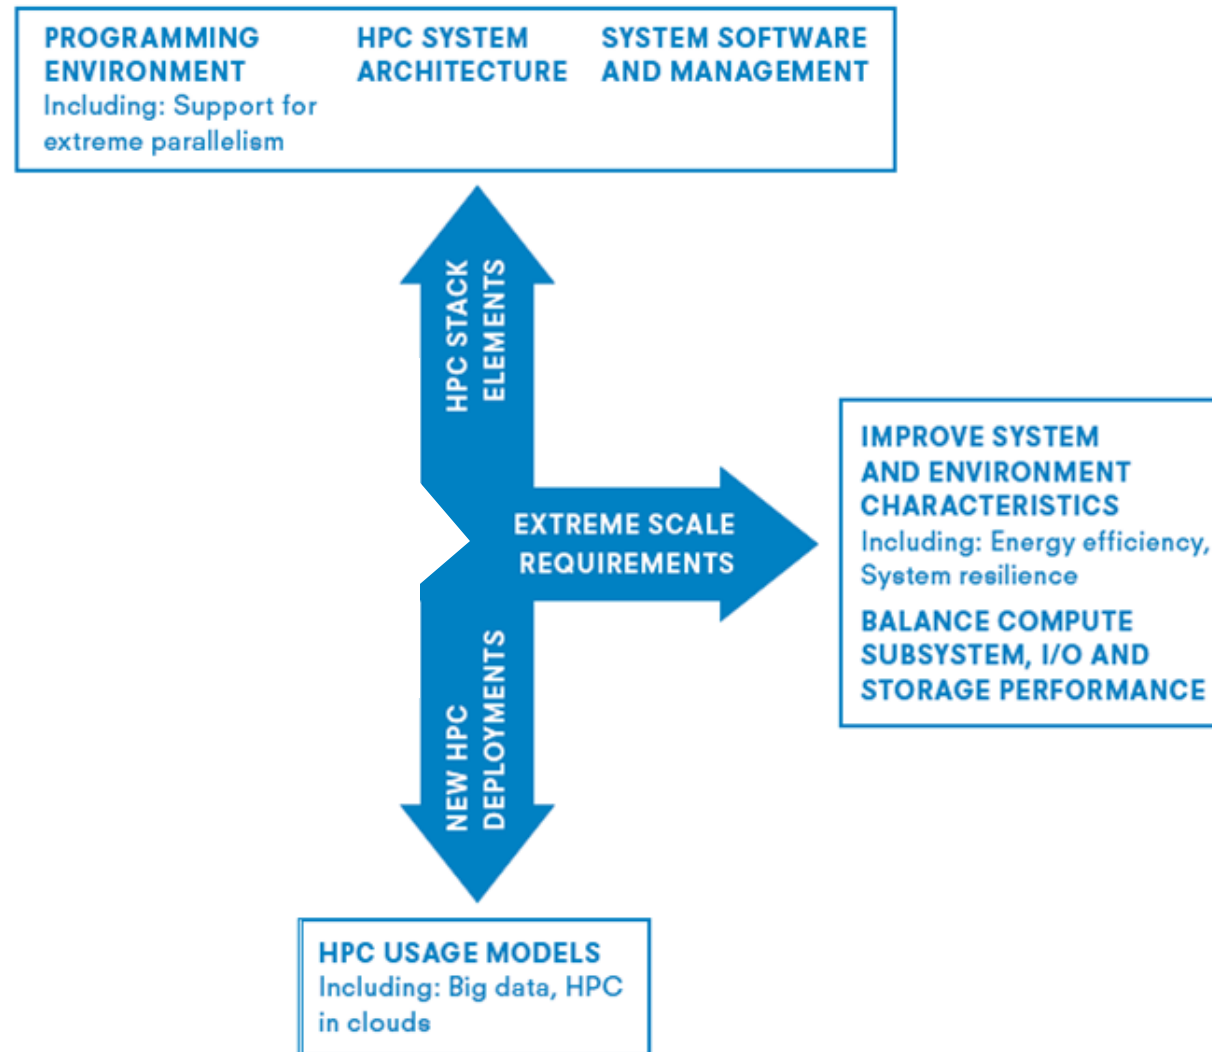 PROGRAMMING
ENVIRONMENT
Including: Support for
extreme parallelism
HPC SYSTEM
ARCHITECTURE
SYSTEM SOFTWARE
AND MANAGEMENT
HPC STACK
ELEMENTS
EXTREME SCALE
REQUIREMENTS
IMPROVE SYSTEM
AND ENVIRONMENT
CHARACTERISTICS
Including: Energy efficiency,
System resilience
BALANCE COMPUTE
SUBSYSTEM, I/O AND
STORAGE PERFORMANCE
NEW HPC
DEPLOYMENTS
HPC USAGE MODELS
Including: Big data, HPC
in clouds